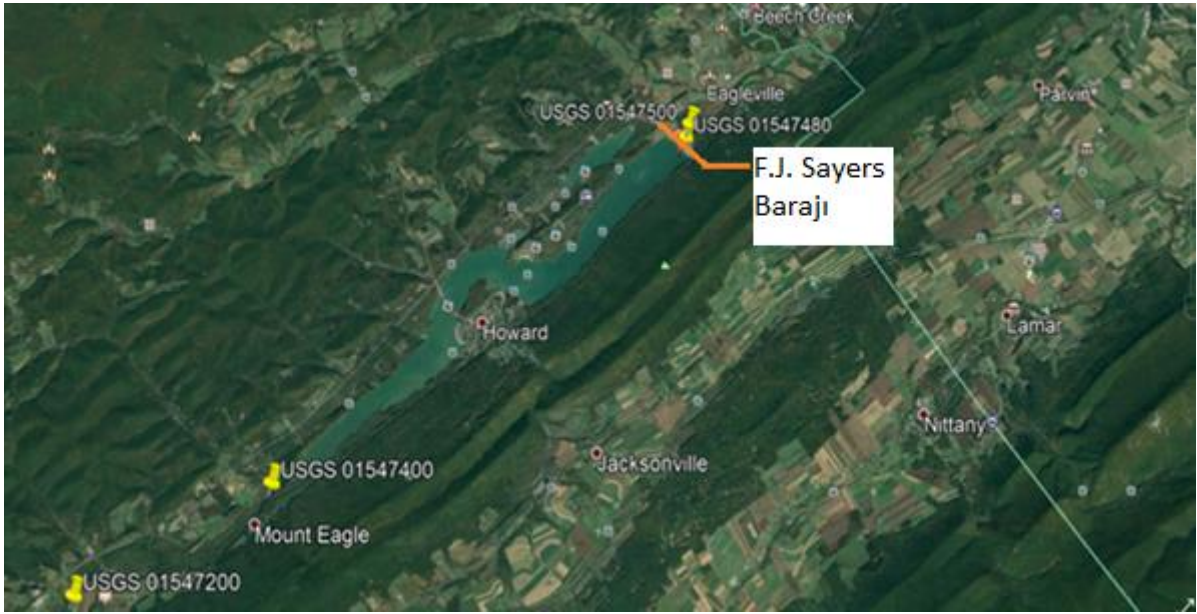 Beech Creek
Eagleville
Parvin
USGS 01547500
USGS 01547480
F.J. Sayers
Barajı
Howard
Lamar
Nittany
Jacksonville
USGS 01547400
Mount Eagle
USGS 01547200